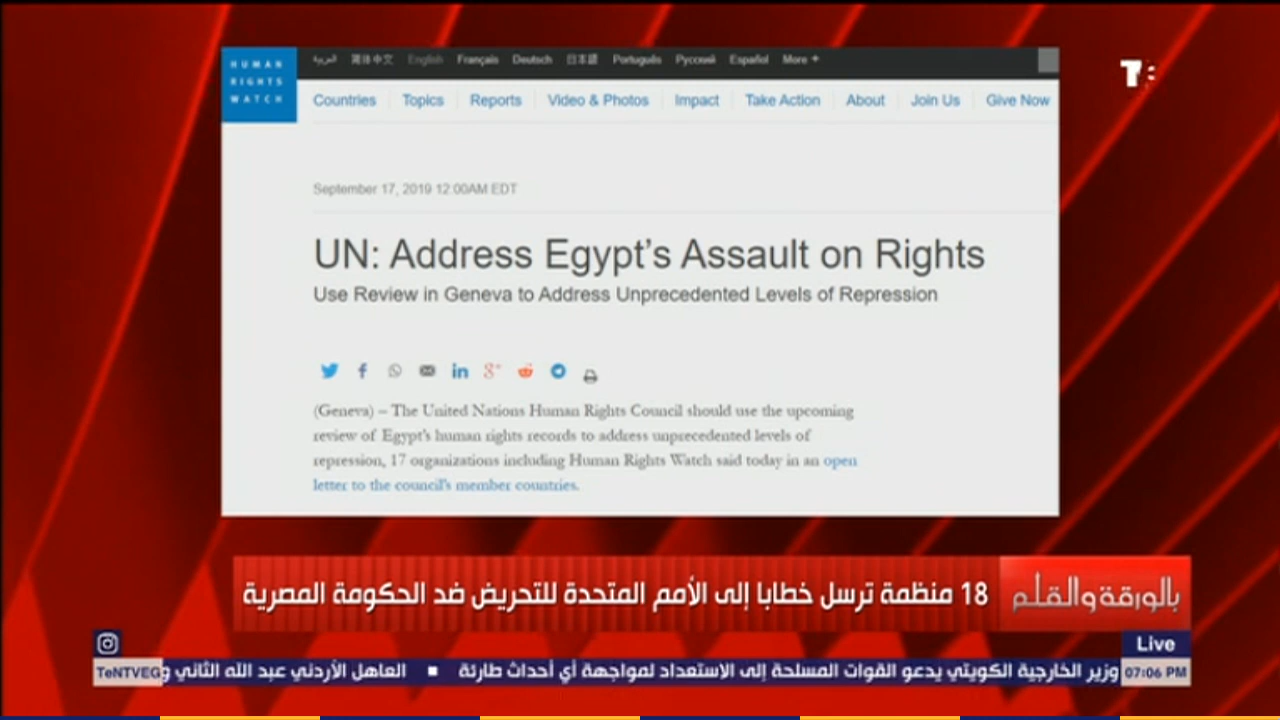 HUMAN
RIGHTS
WATCH
العربية 简体中文 English Français Deutsch 日本語 Português Русский Español More +
Countries Topics Reports Video & Photos Impact Take Action About Join Us Give Now
September 17, 2019 12:00AM EDT
UN: Address Egypt's Assault on Rights
Use Review in Geneva to Address Unprecedented Levels of Repression
(Geneva) – The United Nations Human Rights Council should use the upcoming
review of Egypt's human rights records to address unprecedented levels of
repression, 17 organizations including Human Rights Watch said today in an open
letter to the council's member countries.
بالورقة والقلم
18 منظمة ترسل خطابا إلى الأمم المتحدة للتحريض ضد الحكومة المصرية
Live
07:06 PM
وزير الخارجية الكويتي يدعو القوات المسلحة إلى الاستعداد لمواجهة أي أحداث طارئة ■ العاهل الأردني عبد الله الثاني و
TeNTVEG